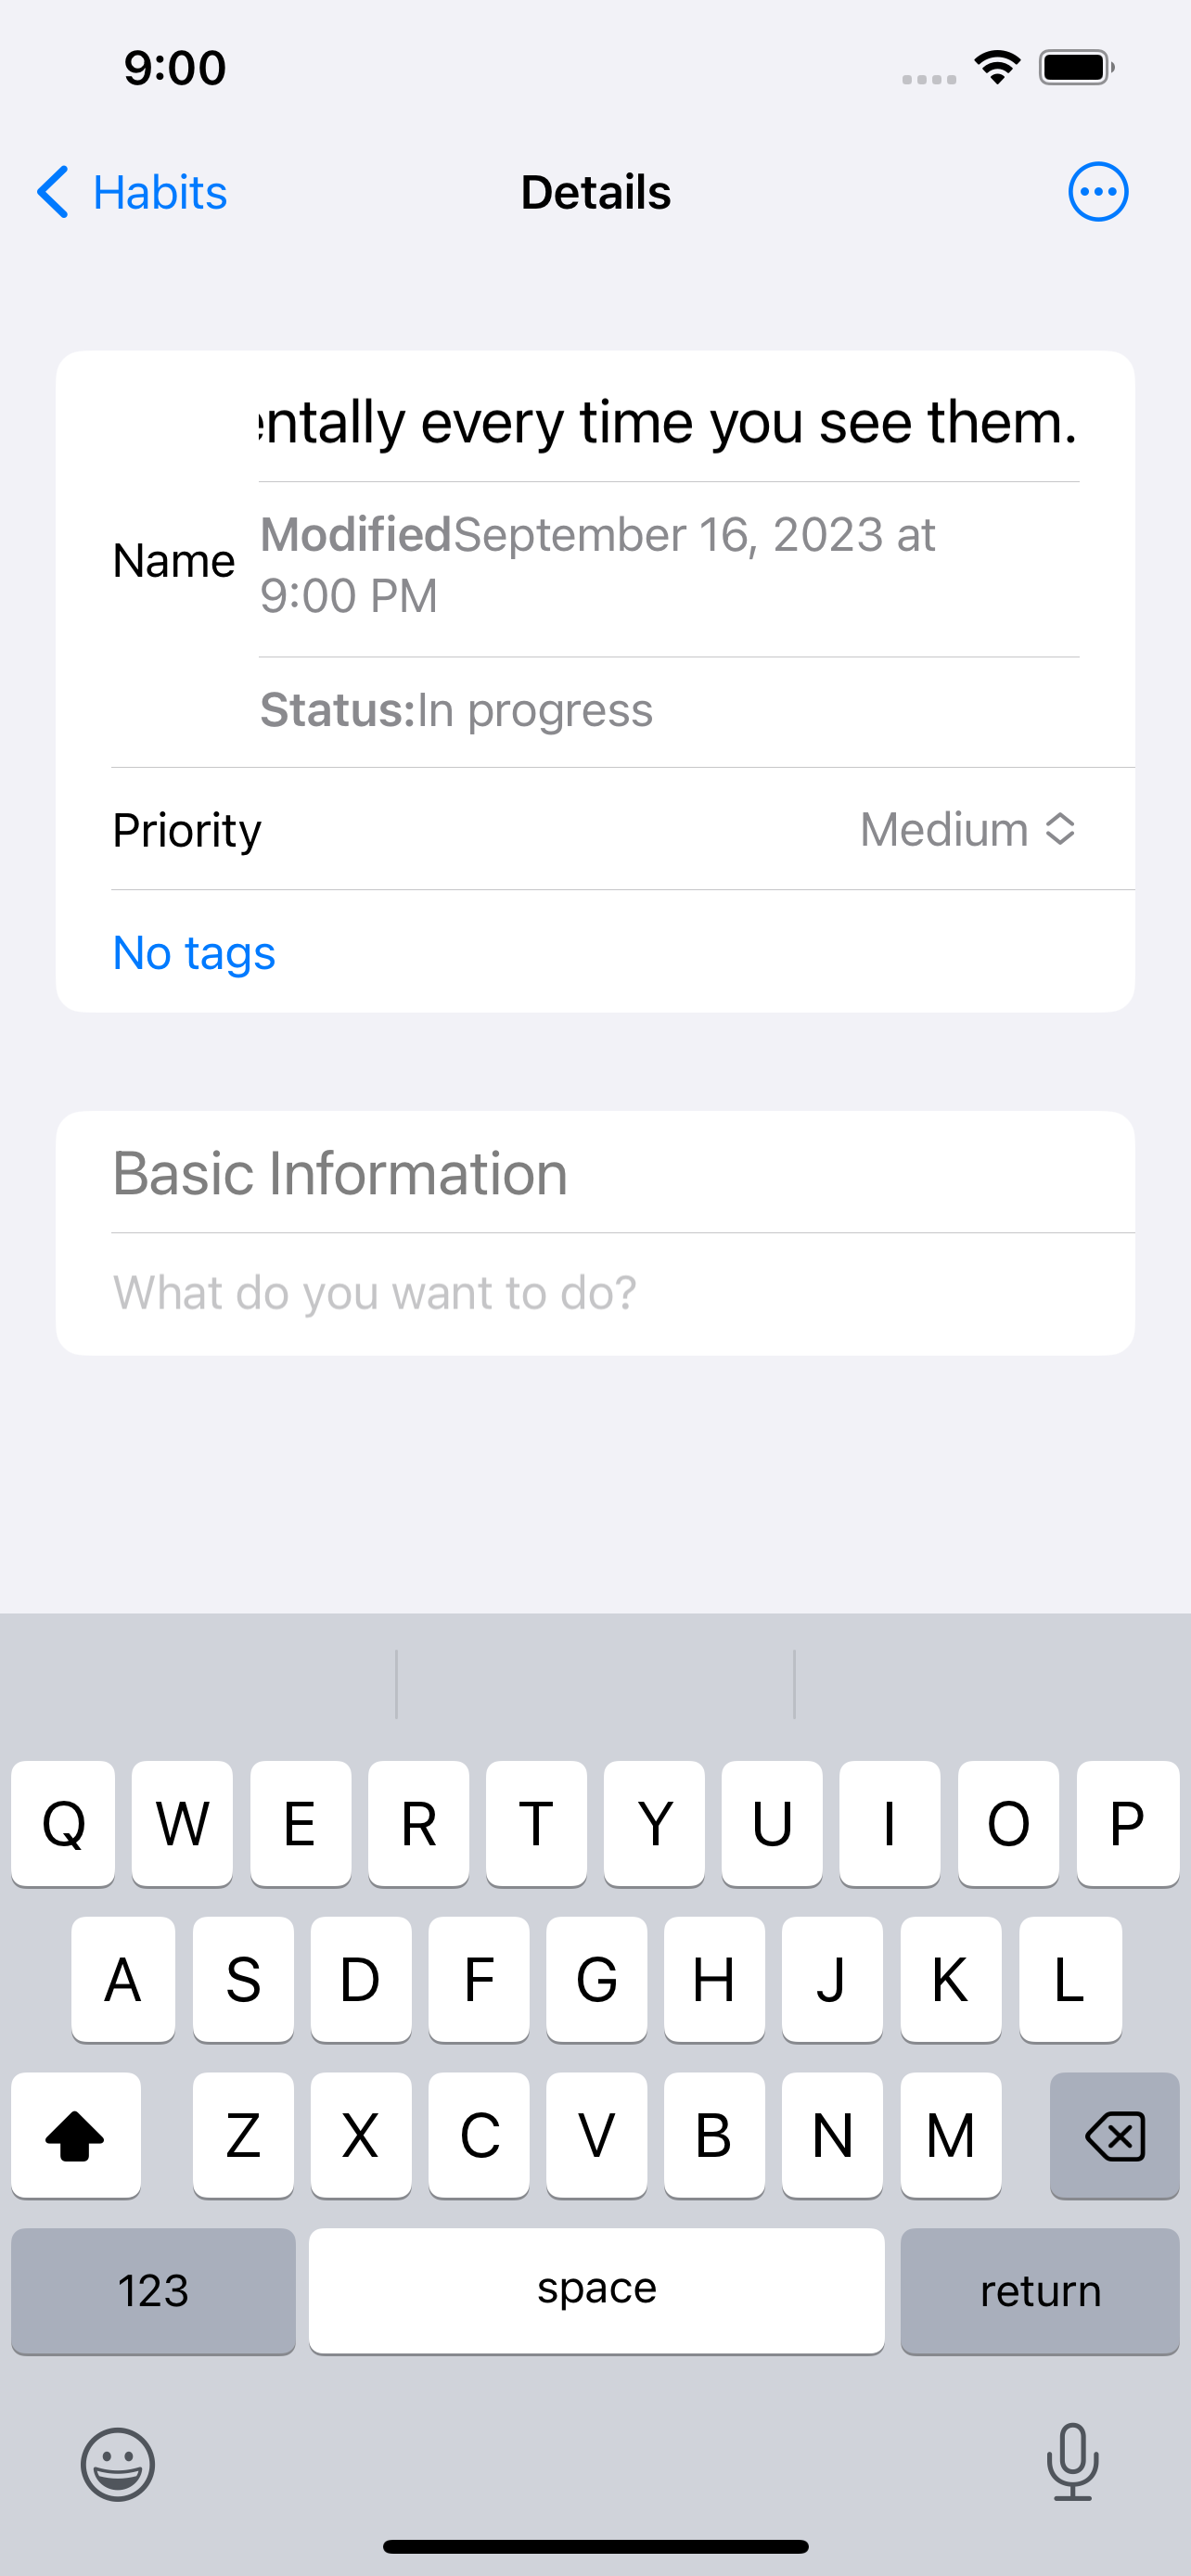 9:00
Habits
Details
entally every time you see them.
Name
ModifiedSeptember 16, 2023 at
9:00 PM
Status:In progress
Priority
Medium
No tags
Basic Information
What do you want to do?
Q W E R T Y U I O P
A S D F G H J K L
Z X C V B N M
123
space
return